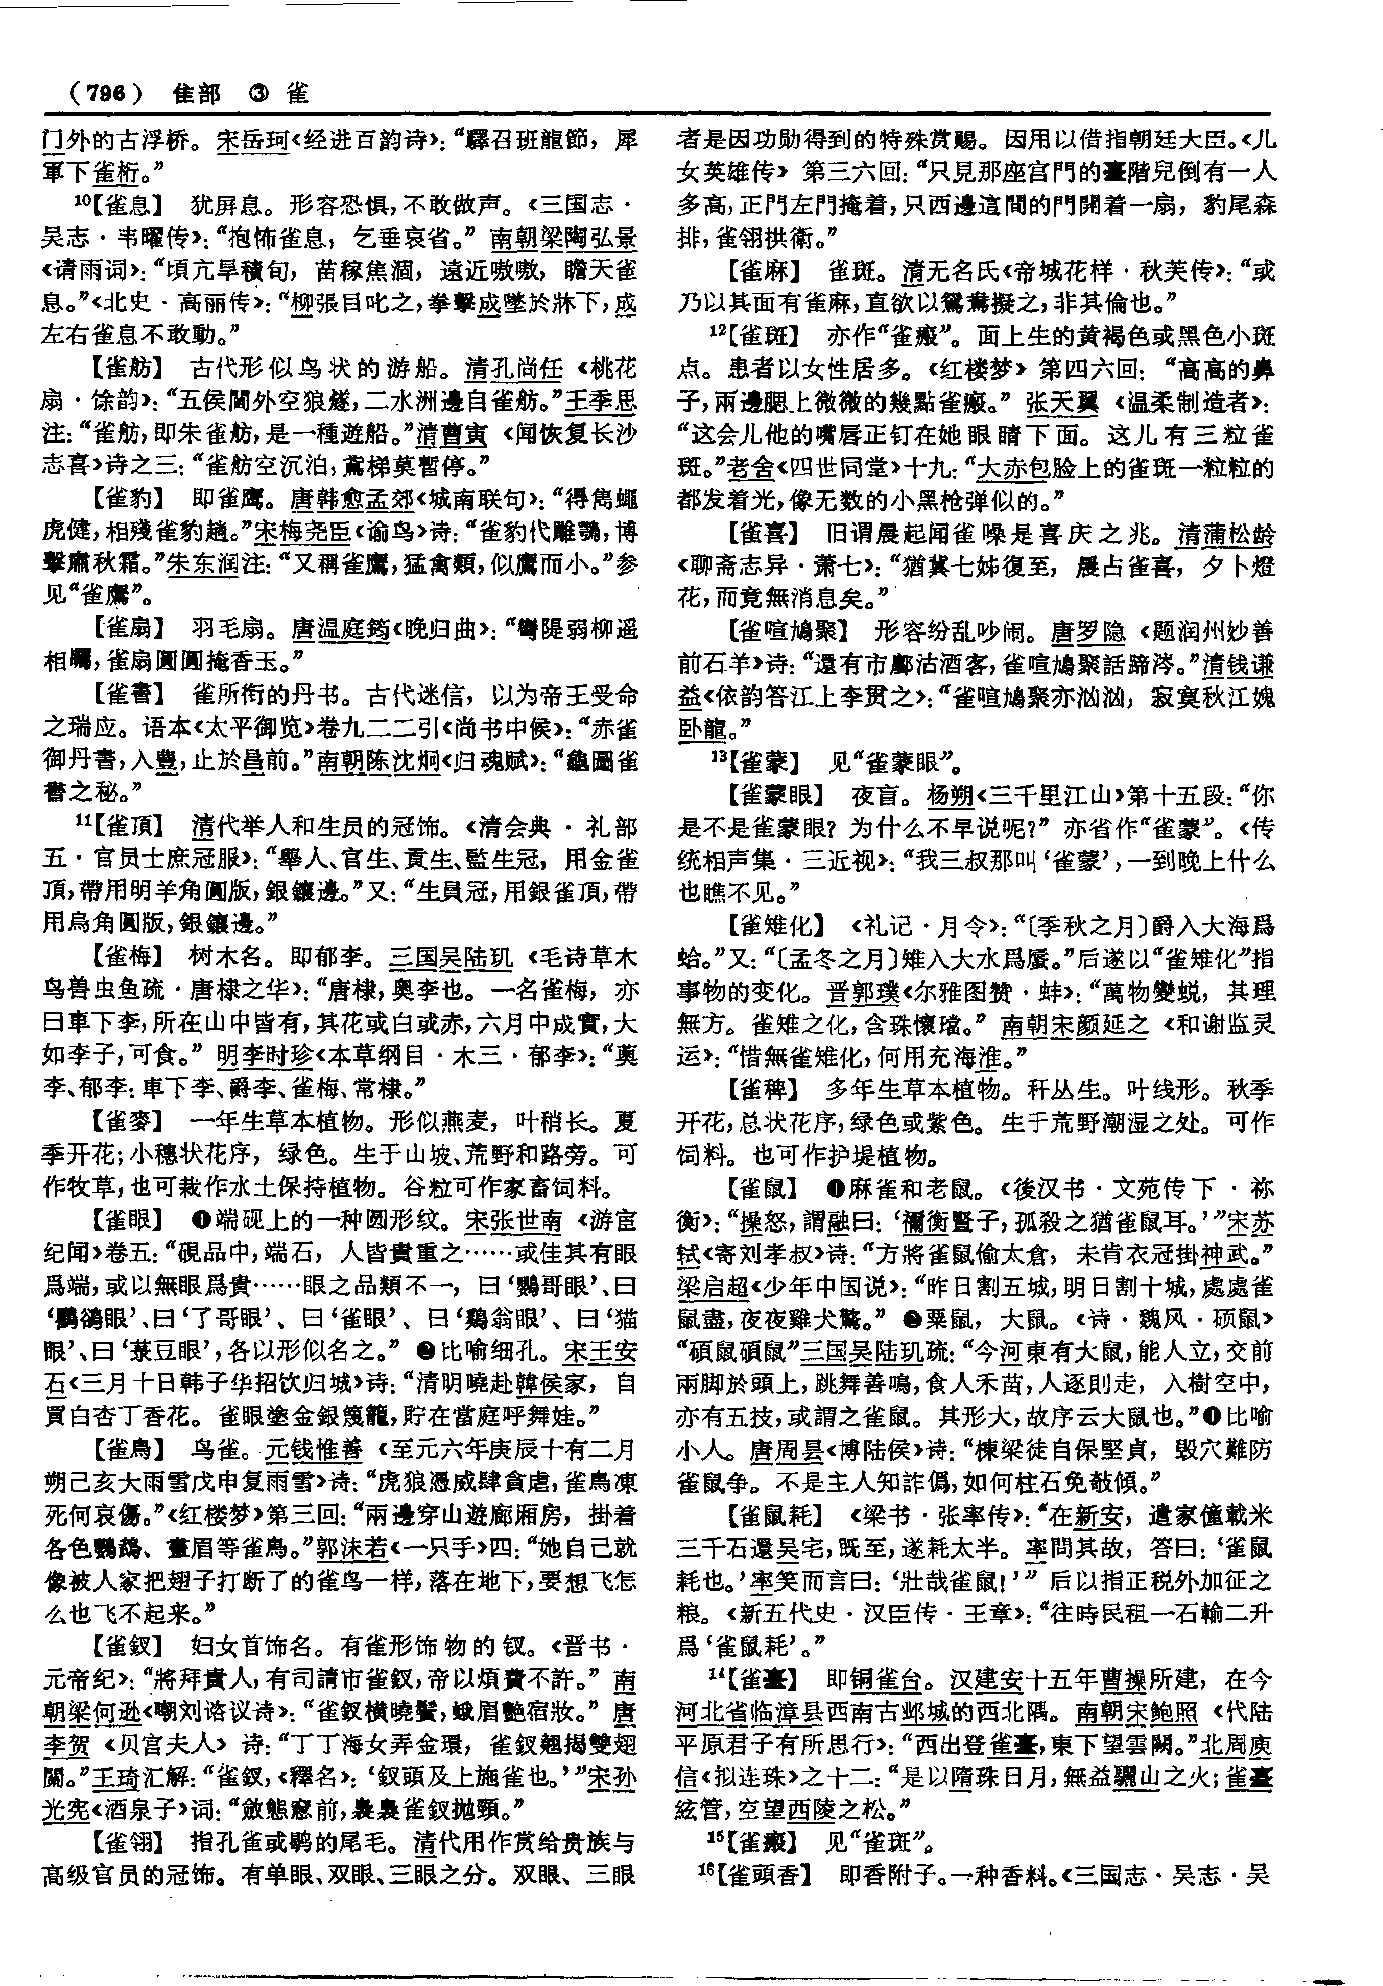 （796） 隹部 ③ 雀
门外的古浮桥。宋岳珂《经进百韵诗》：“驛召班龍節，犀
軍下雀桁。”
10【雀息】 犹屏息。形容恐惧，不敢做声。《三国志·
吴志·韦曜传》：“抱怖雀息，乞垂哀省。” 南朝梁陶弘景
《请雨词》：“頃亢旱積旬，苗稼焦涸，遠近嗷嗷，瞻天雀
息。”《北史·高丽传》：“柳張目叱之，拳擊成墜於牀下，成
左右雀息不敢動。”
【雀舫】 古代形似鸟状的游船。清孔尚任《桃花
扇·馀韵》：“五侯閫外空狼燧，二水洲邊自雀舫。”王季思
注：“雀舫，即朱雀舫，是一種遊船。”清曹寅《闻恢复长沙
志喜》诗之三：“雀舫空沉泊，鳶梯莫暫停。”
【雀豹】 即雀鹰。唐韩愈孟郊《城南联句》：“得雋蠅
虎健，相殘雀豹趟。”宋梅尧臣《谕鸟》诗：“雀豹代雕鶚，博
擊肅秋霜。”朱东润注：“又稱雀鷹，猛禽類，似鷹而小。”参
见“雀鷹”。
【雀扇】 羽毛扇。唐温庭筠《晚归曲》：“彎隄弱柳遥
相矚，雀扇團圓掩香玉。”
【雀書】 雀所衔的丹书。古代迷信，以为帝王受命
之瑞应。语本《太平御览》卷九二二引《尚书中候》：“赤雀
御丹書，入豐，止於昌前。”南朝陈沈炯《归魂赋》：“龜圖雀
書之秘。”
11【雀頂】 清代举人和生员的冠饰。《清会典·礼部
五·官员士庶冠服》：“舉人、官生、貢生、監生冠，用金雀
頂，帶用明羊角圓版，銀鑲邊。”又：“生員冠，用銀雀頂，帶
用烏角圓版，銀鑲邊。”
【雀梅】 树木名。即郁李。三国吴陆玑《毛诗草木
鸟兽虫鱼疏·唐棣之华》：“唐棣，奥李也。一名雀梅，亦
曰車下李，所在山中皆有，其花或白或赤，六月中成實，大
如李子，可食。” 明李时珍《本草纲目·木三·郁李》：“薁
李、郁李：車下李、爵李、雀梅、常棣。”
【雀麥】 一年生草本植物。形似燕麦，叶稍长。夏
季开花；小穗状花序，绿色。生于山坡、荒野和路旁。可
作牧草，也可栽作水土保持植物。谷粒可作家畜饲料。
【雀眼】 ❶端砚上的一种圆形纹。宋张世南《游宦
纪闻》卷五：“硯品中，端石，人皆貴重之……或佳其有眼
爲端，或以無眼爲貴……眼之品類不一，曰‘鸚哥眼’、曰
‘鸜鵒眼’、曰‘了哥眼’、曰‘雀眼’、曰‘鷄翁眼’、曰‘猫
眼’、曰‘菉豆眼’，各以形似名之。” ❷比喻细孔。宋王安
石《三月十日韩子华招饮归城》诗：“清明曉赴韓侯家，自
買白杏丁香花。雀眼塗金銀篾籠，貯在當庭呼舞娃。”
【雀鳥】 鸟雀。元钱惟善《至元六年庚辰十有二月
朔己亥大雨雪戊申复雨雪》诗：“虎狼憑威肆貪虐，雀鳥凍
死何哀傷。”《红楼梦》第三回：“兩邊穿山遊廊廂房，掛着
各色鸚鵡、畫眉等雀鳥。”郭沫若《一只手》四：“她自己就
像被人家把翅子打断了的雀鸟一样，落在地下，要想飞怎
么也飞不起来。”
【雀釵】 妇女首饰名。有雀形饰物的钗。《晋书·
元帝纪》：“將拜貴人，有司請市雀釵，帝以煩費不許。” 南
朝梁何逊《嘲刘谘议诗》：“雀釵横曉鬢，蛾眉艷宿妝。” 唐
李贺《贝宫夫人》诗：“丁丁海女弄金環，雀釵翹揭雙翅
關。”王琦汇解：“雀釵，《釋名》：‘釵頭及上施雀也。’”宋孙
光宪《酒泉子》词：“斂態窗前，裊裊雀釵抛頸。”
【雀翎】 指孔雀或鹖的尾毛。清代用作赏给贵族与
高级官员的冠饰。有单眼、双眼、三眼之分。双眼、三眼
者是因功勋得到的特殊赏赐。因用以借指朝廷大臣。《儿
女英雄传》第三六回：“只見那座宫門的臺階兒倒有一人
多高，正門左門掩着，只西邊這間的門開着一扇，豹尾森
排，雀翎拱衛。”
【雀麻】 雀斑。清无名氏《帝城花样·秋芙传》：“或
乃以其面有雀麻，直欲以鴛鴦擬之，非其倫也。”
12【雀斑】 亦作“雀瘢”。面上生的黄褐色或黑色小斑
点。患者以女性居多。《红楼梦》第四六回：“高高的鼻
子，兩邊腮上微微的幾點雀瘢。” 张天翼《温柔制造者》：
“这会儿他的嘴唇正钉在她眼睛下面。这儿有三粒雀
斑。”老舍《四世同堂》十九：“大赤包脸上的雀斑一粒粒的
都发着光，像无数的小黑枪弹似的。”
【雀喜】 旧谓晨起闻雀噪是喜庆之兆。清蒲松龄
《聊斋志异·萧七》：“猶冀七姊復至，晨占雀喜，夕卜燈
花，而竟無消息矣。”
【雀喧鳩聚】 形容纷乱吵闹。唐罗隐《题润州妙善
前石羊》诗：“還有市鄽沽酒客，雀喧鳩聚話蹄涔。”清钱谦
益《依韵答江上李贯之》：“雀喧鳩聚亦汹汹，寂寞秋江媿
卧龍。”
13【雀蒙】 见“雀蒙眼”。
【雀蒙眼】 夜盲。杨朔《三千里江山》第十五段：“你
是不是雀蒙眼？为什么不早说呢？” 亦省作“雀蒙”。《传
统相声集·三近视》：“我三叔那叫‘雀蒙’，一到晚上什么
也瞧不见。”
【雀雉化】 《礼记·月令》：“〔季秋之月〕爵入大海爲
蛤。”又：“〔孟冬之月〕雉入大水爲蜃。”后遂以“雀雉化”指
事物的变化。晋郭璞《尔雅图赞·蚌》：“萬物變蜕，其理
無方。雀雉之化，含珠懷璫。” 南朝宋颜延之《和谢监灵
运》：“惜無雀雉化，何用充海淮。”
【雀稗】 多年生草本植物。秆丛生。叶线形。秋季
开花，总状花序，绿色或紫色。生于荒野潮湿之处。可作
饲料。也可作护堤植物。
【雀鼠】 ❶麻雀和老鼠。《後汉书·文苑传下·祢
衡》：“操怒，謂融曰：‘禰衡豎子，孤殺之猶雀鼠耳。’”宋苏
轼《寄刘孝叔》诗：“方將雀鼠偷太倉，未肯衣冠掛神武。”
梁启超《少年中国说》：“昨日割五城，明日割十城，處處雀
鼠盡，夜夜雞犬驚。” ❷粟鼠，大鼠。《诗·魏风·硕鼠》
“碩鼠碩鼠”三国吴陆玑疏：“今河東有大鼠，能人立，交前
兩脚於頭上，跳舞善鳴，食人禾苗，人逐則走，入樹空中，
亦有五技，或謂之雀鼠。其形大，故序云大鼠也。”❶比喻
小人。唐周昙《博陆侯》诗：“棟梁徒自保堅貞，毁穴難防
雀鼠争。不是主人知詐僞，如何柱石免欹傾。”
【雀鼠耗】 《梁书·张率传》：“在新安，遣家僮載米
三千石還吴宅，既至，遂耗太半。率問其故，答曰：‘雀鼠
耗也。’率笑而言曰：‘壯哉雀鼠！’” 后以指正税外加征之
粮。《新五代史·汉臣传·王章》：“往時民租一石輸二升
爲‘雀鼠耗’。”
14【雀臺】 即铜雀台。汉建安十五年曹操所建，在今
河北省临漳县西南古邺城的西北隅。南朝宋鲍照《代陆
平原君子有所思行》：“西出登雀臺，東下望雲闕。”北周庾
信《拟连珠》之十二：“是以隋珠日月，無益驪山之火；雀臺
絃管，空望西陵之松。”
15【雀瘢】 见“雀斑”。
16【雀頭香】 即香附子。一种香料。《三国志·吴志·吴